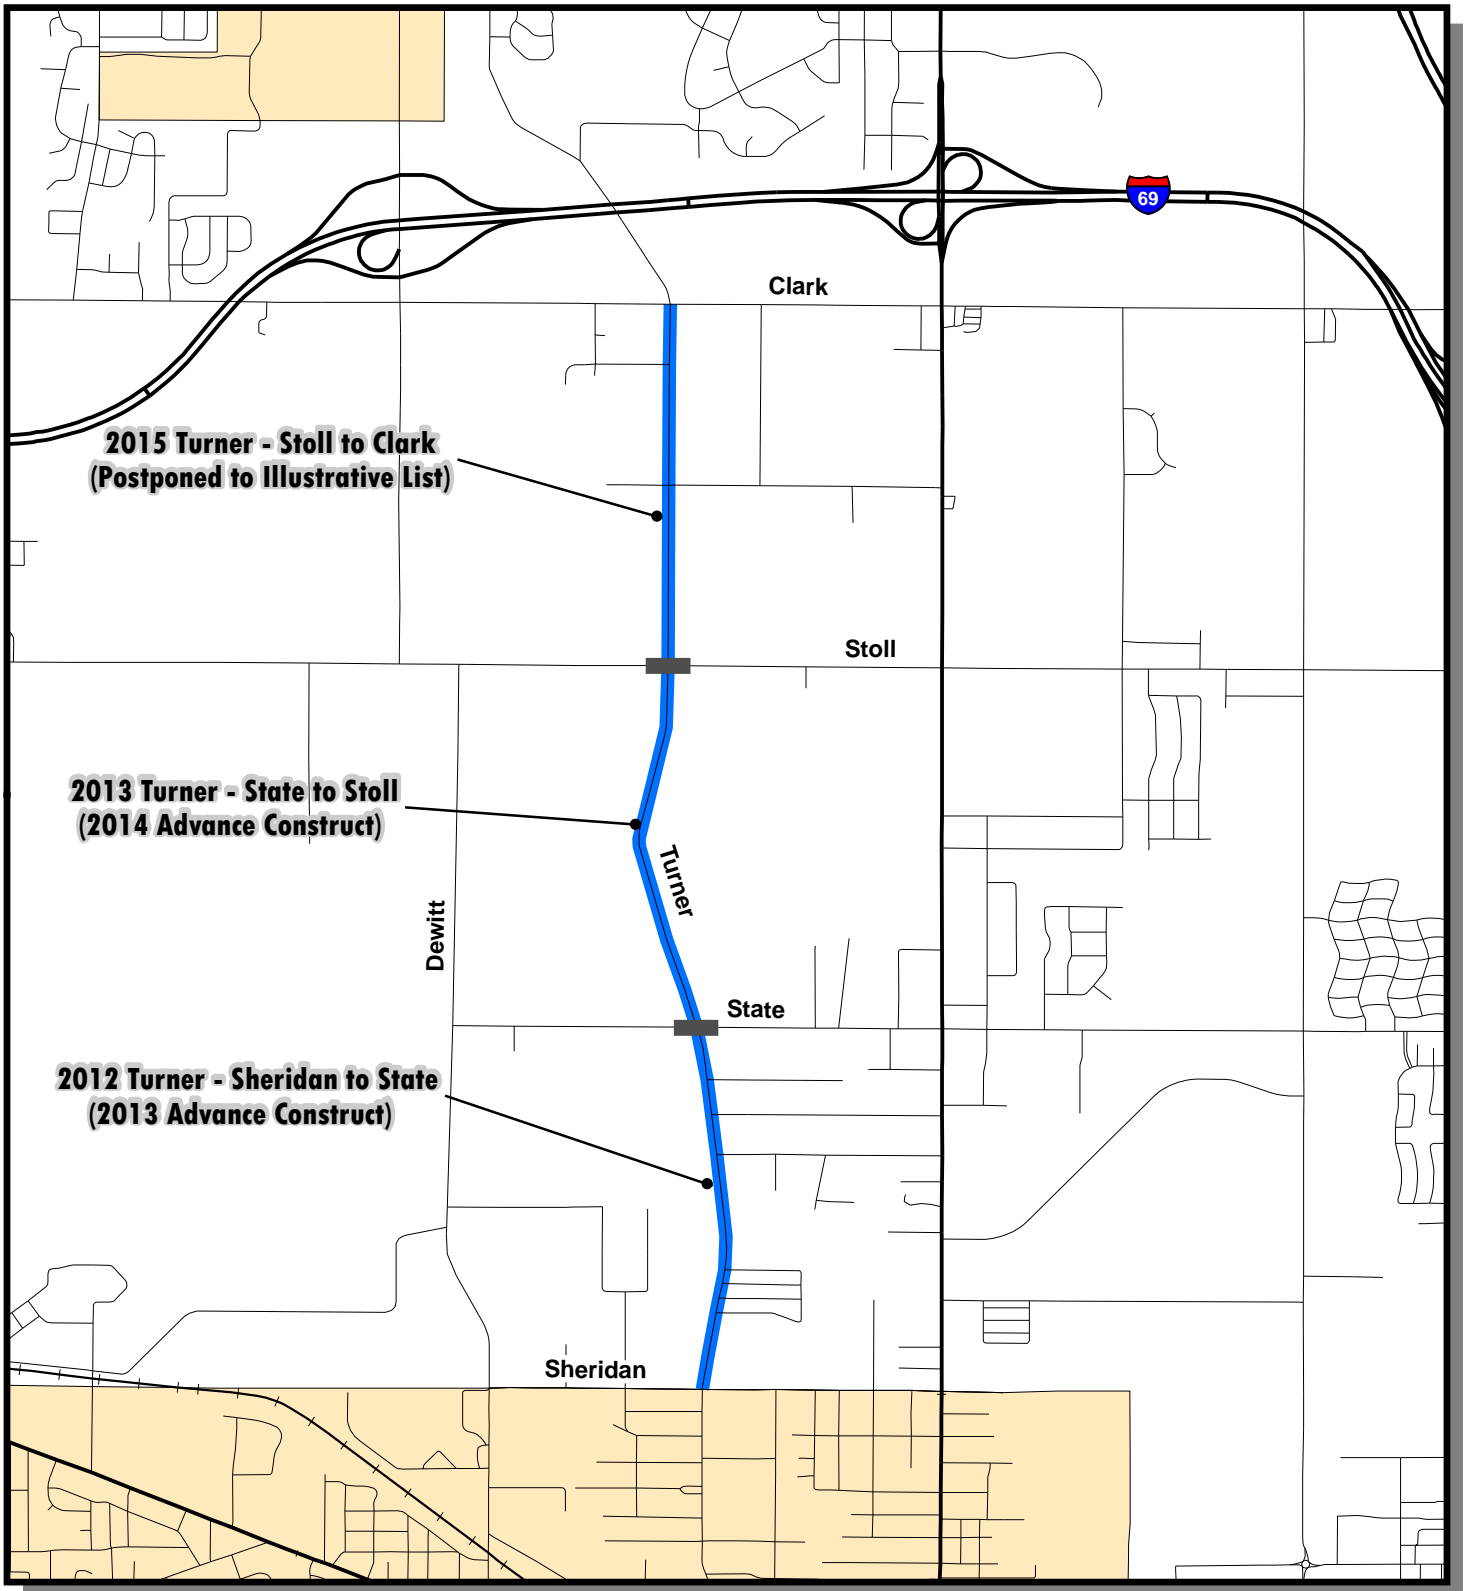 69
Clark
2015 Turner - Stoll to Clark
(Postponed to Illustrative List)
Stoll
2013 Turner - State to Stoll
(2014 Advance Construct)
Turner
Dewitt
State
2012 Turner - Sheridan to State
(2013 Advance Construct)
Sheridan